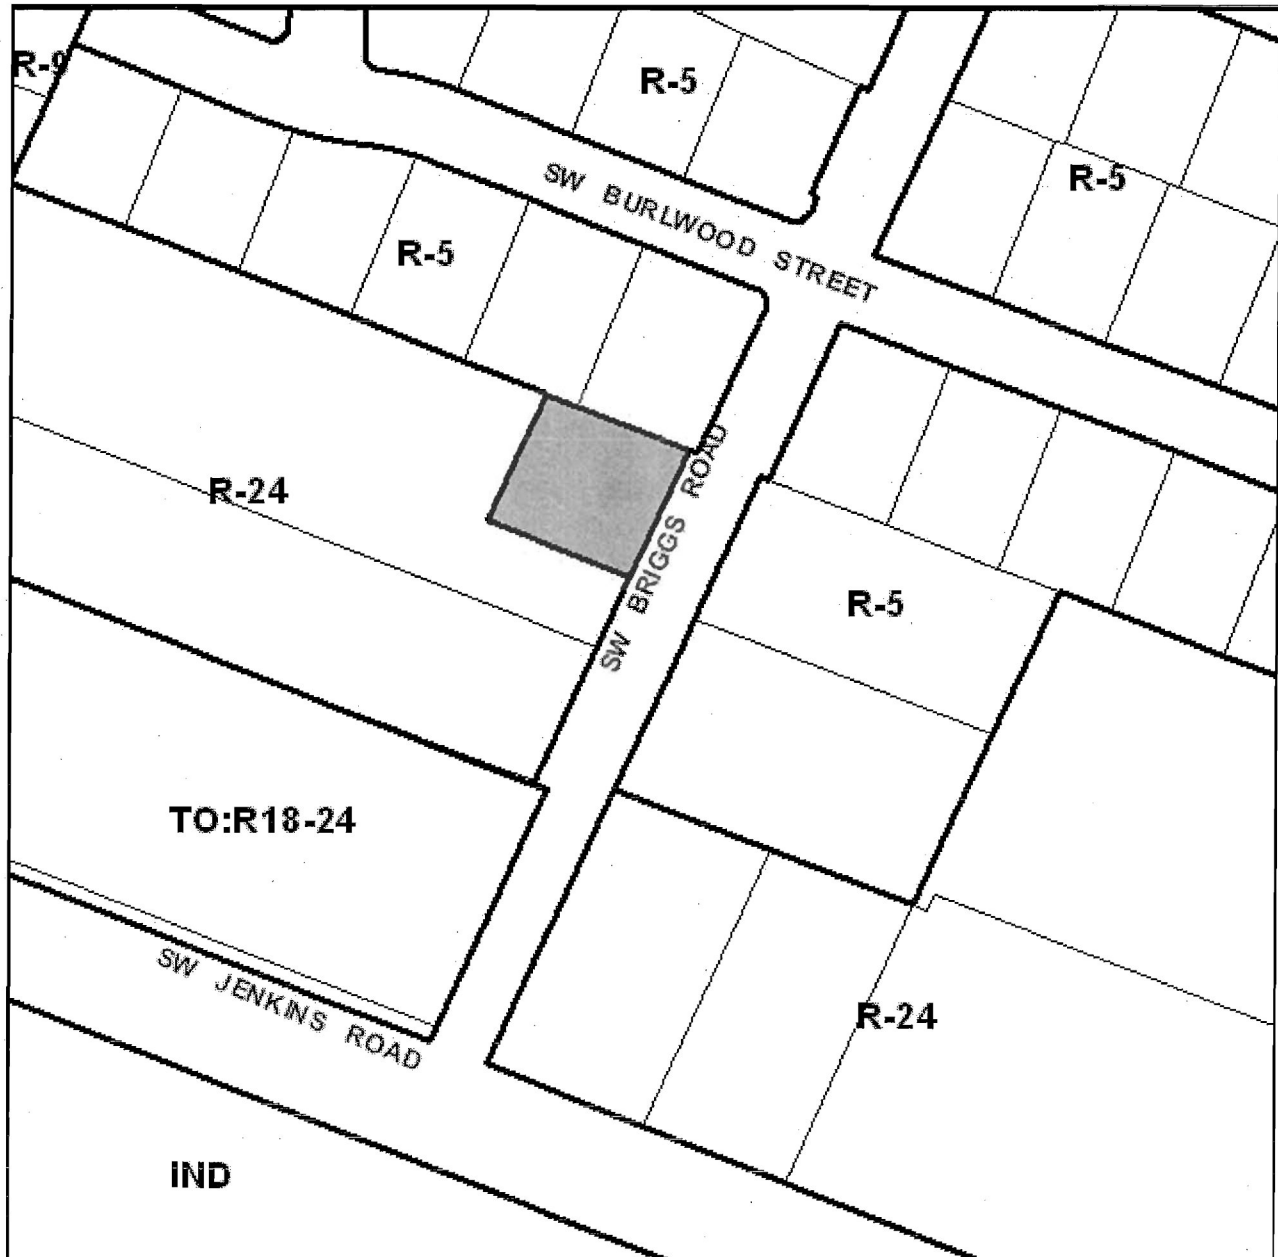 R-9
R-5
R-5
SW BURLWOOD STREET
R-5
R-24
SW BRIGGS ROAD
R-5
TO:R18-24
SW JENKINS ROAD
R-24
IND